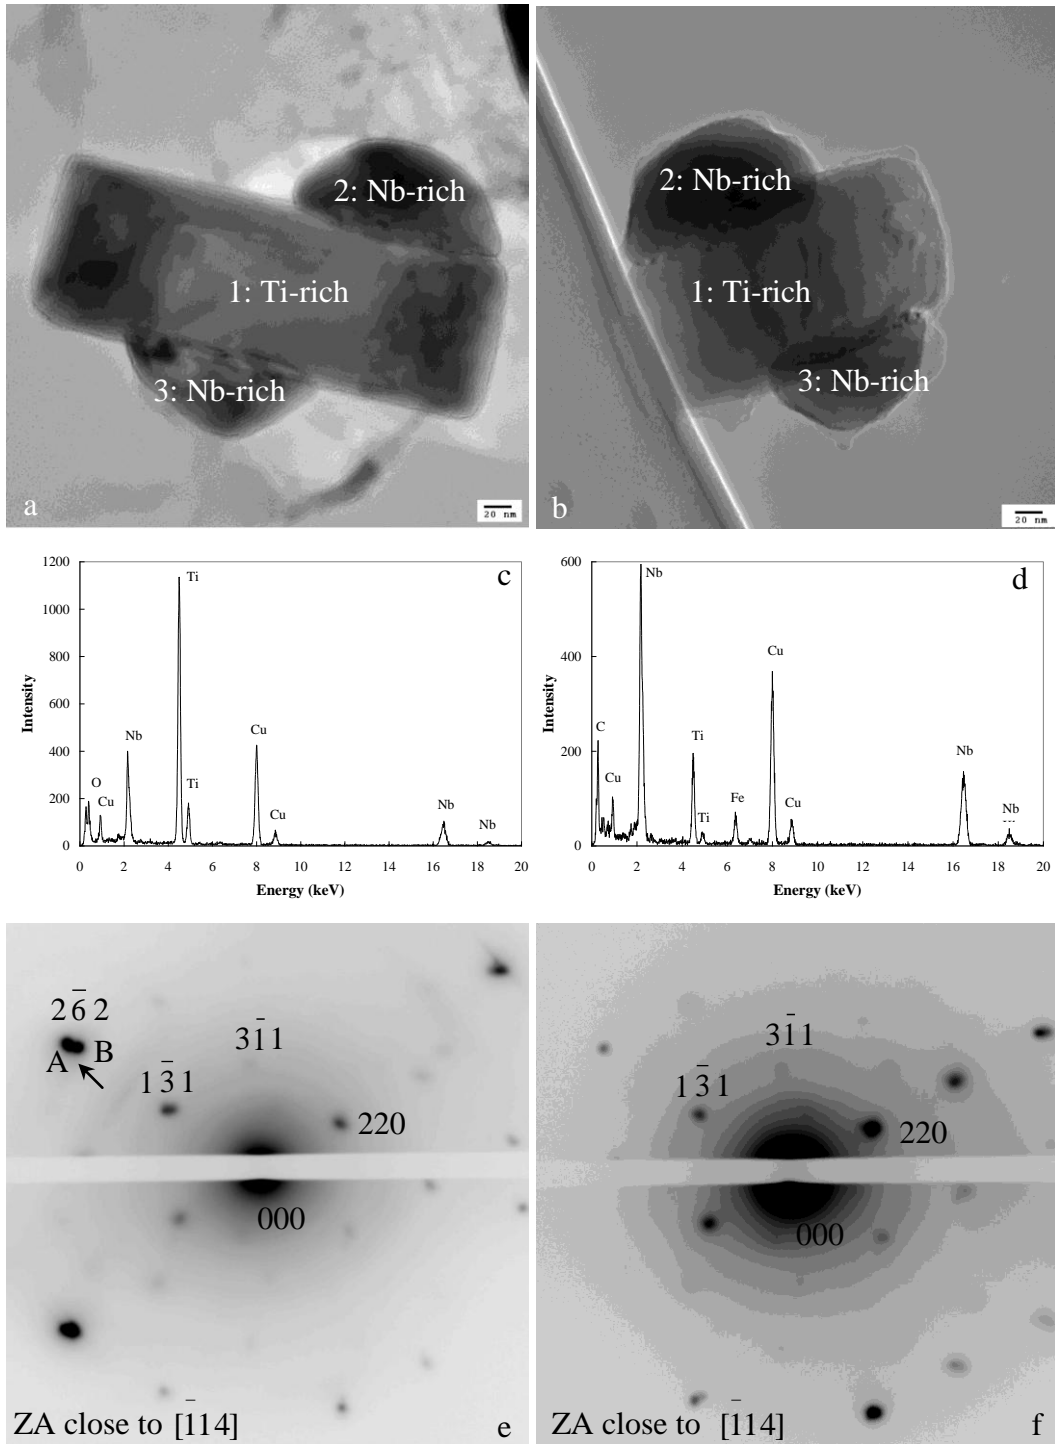 2: Nb-rich
1: Ti-rich
3: Nb-rich
a
20 nm
2: Nb-rich
1: Ti-rich
3: Nb-rich
b
20 nm
1200
1000
800
600
400
200
0
Intensity
c
Ti
Nb
O
Cu
Ti
Cu
Cu
Nb
Nb
0 2 4 6 8 10 12 14 16 18 20
Energy (keV)
600
400
200
0
Intensity
d
Nb
C
Cu
Ti
Ti
Fe
Cu
Cu
Nb
Nb
0 2 4 6 8 10 12 14 16 18 20
Energy (keV)
2 6̄ 2
A B
1 3̄ 1
3 1̄ 1
220
000
ZA close to [1̄14]
e
3 1̄ 1
1 3̄ 1
220
000
ZA close to [1̄14]
f